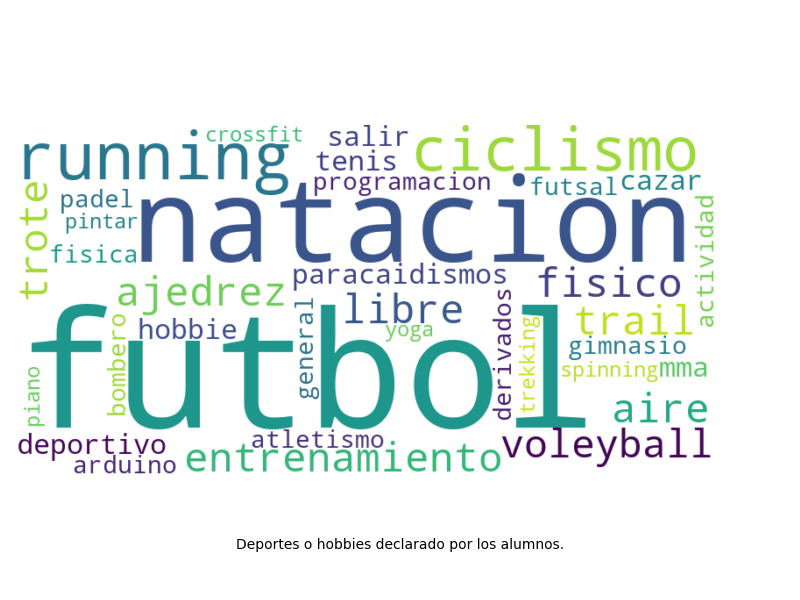 crossfit
salir
running
ciclismo
tenis
programacion
futsal
cazar
padel
trote
natacion
pintar
actividad
fisica
paracaidismos
fisico
ajedrez
libre
general
derivados
trail
hobbie
yoga
bombero
trekking
gimnasio
futbol
piano
spinning
mma
aire
deportivo
atletismo
voleyball
arduino
entrenamiento
Deportes o hobbies declarado por los alumnos.